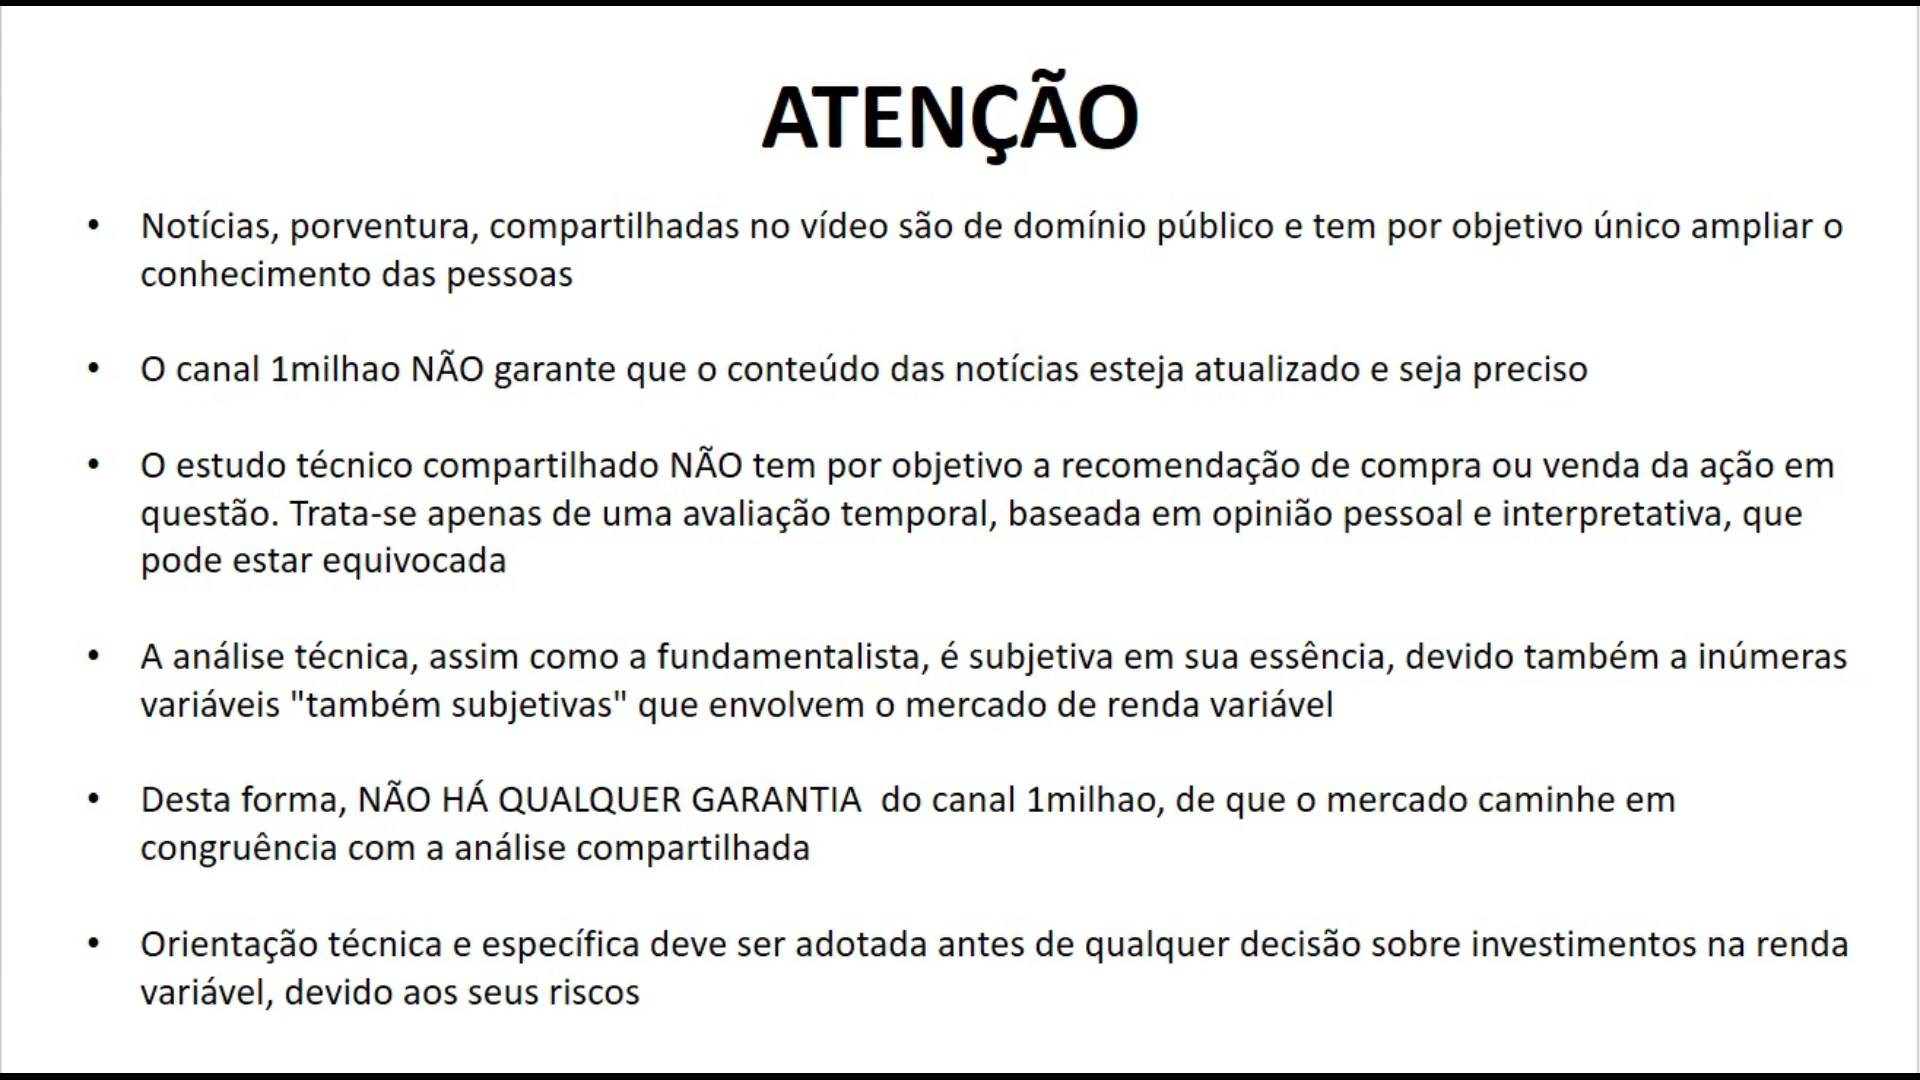 ATENÇÃO
• Notícias, porventura, compartilhadas no vídeo são de domínio público e tem por objetivo único ampliar o
conhecimento das pessoas
• O canal 1milhao NÃO garante que o conteúdo das notícias esteja atualizado e seja preciso
• O estudo técnico compartilhado NÃO tem por objetivo a recomendação de compra ou venda da ação em
questão. Trata-se apenas de uma avaliação temporal, baseada em opinião pessoal e interpretativa, que
pode estar equivocada
• A análise técnica, assim como a fundamentalista, é subjetiva em sua essência, devido também a inúmeras
variáveis "também subjetivas" que envolvem o mercado de renda variável
• Desta forma, NÃO HÁ QUALQUER GARANTIA  do canal 1milhao, de que o mercado caminhe em
congruência com a análise compartilhada
• Orientação técnica e específica deve ser adotada antes de qualquer decisão sobre investimentos na renda
variável, devido aos seus riscos